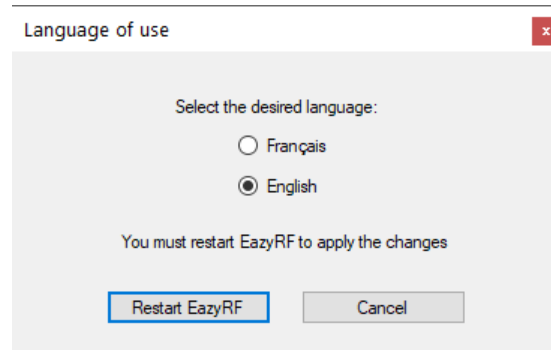 Language of use
x
Select the desired language:
Français
English
You must restart EazyRF to apply the changes
Restart EazyRF Cancel